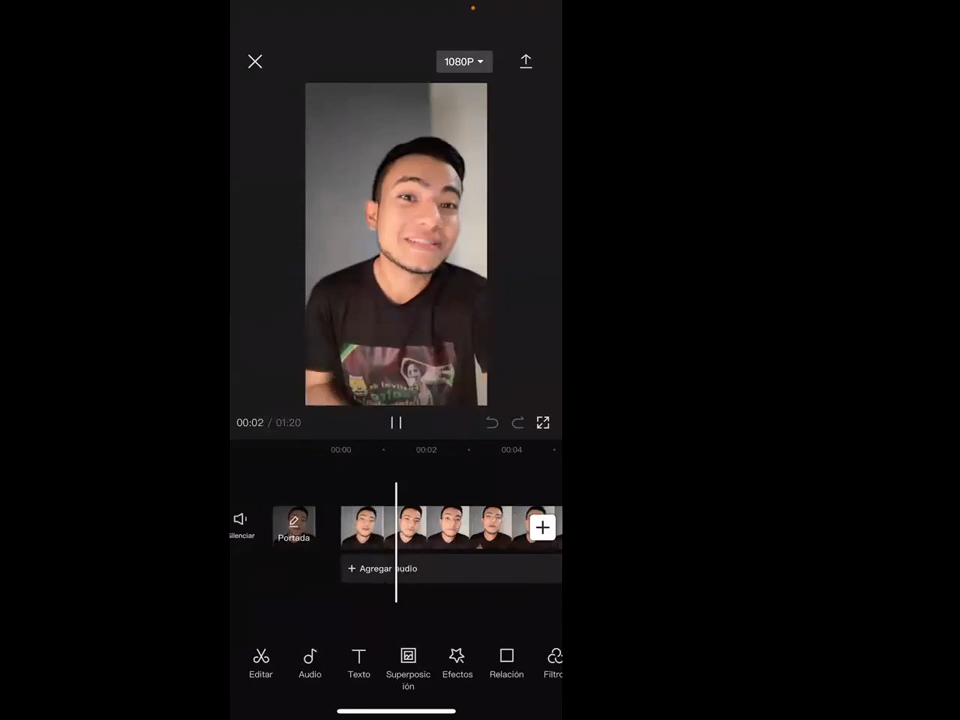 1080P
00:02 / 01:20
00:00
00:02
00:04
Silenciar
Portada
Agregar audio
Editar
Audio
Texto
Superposic
ión
Efectos
Relación
Filtro